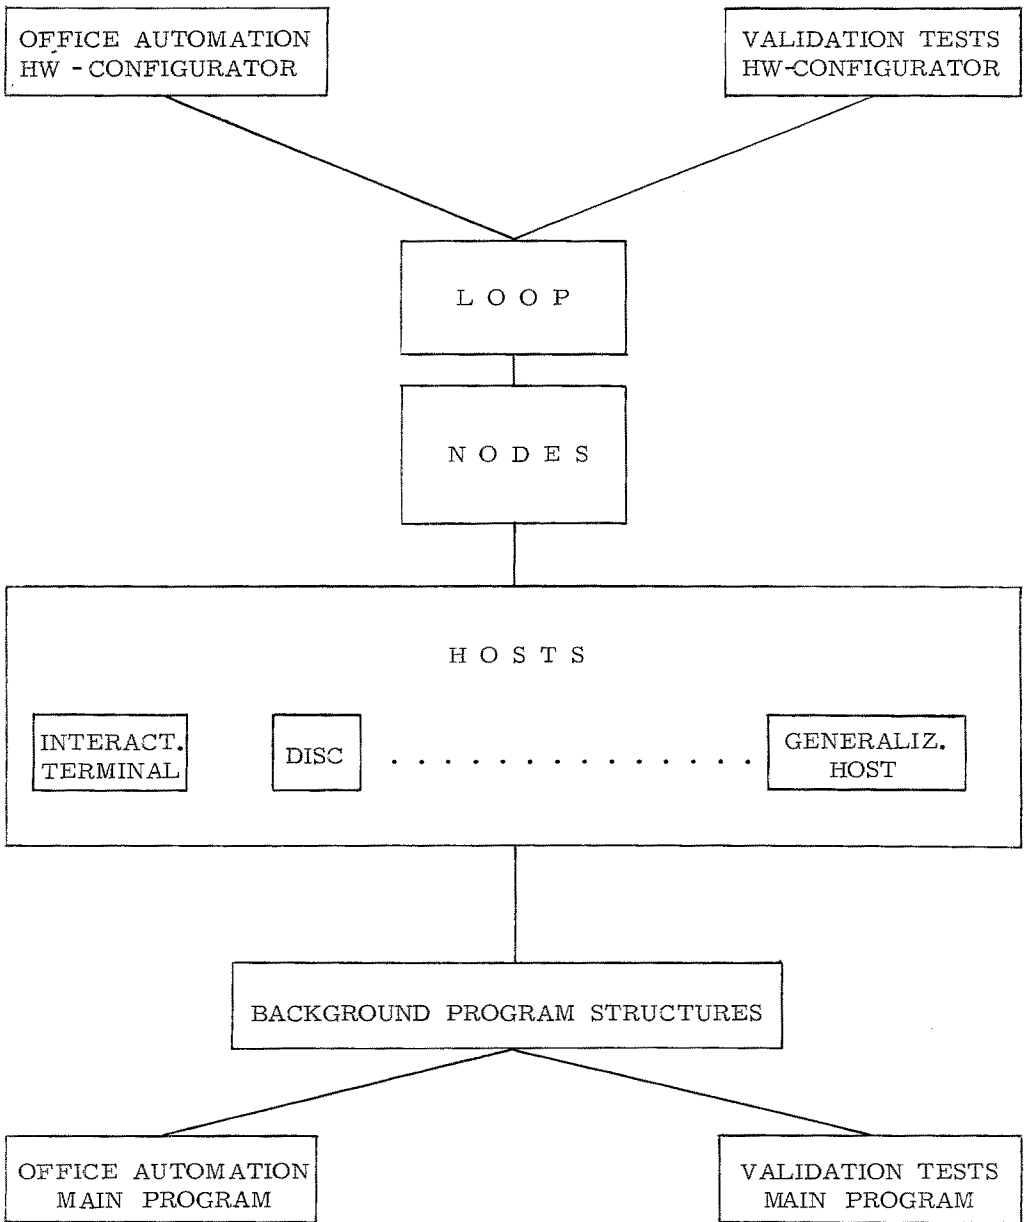 OFFICE AUTOMATION
HW - CONFIGURATOR
VALIDATION TESTS
HW-CONFIGURATOR
L O O P
N O D E S
H O S T S
INTERACT.
TERMINAL
DISC
. . . . . . . . . . . . . . .
GENERALIZ.
HOST
BACKGROUND PROGRAM STRUCTURES
OFFICE AUTOMATION
MAIN PROGRAM
VALIDATION TESTS
MAIN PROGRAM